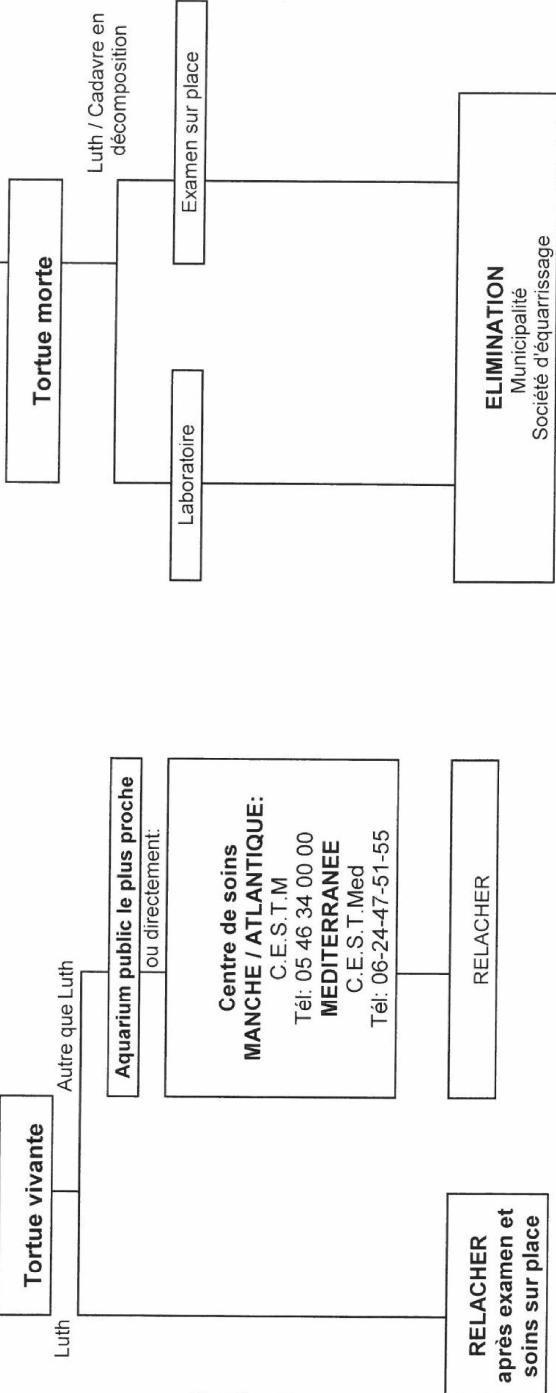 Tortue vivante
Luth
Autre que Luth
Aquarium public le plus proche
ou directement:
Centre de soins
MANCHE / ATLANTIQUE:
C.E.S.T.M
Tél: 05 46 34 00 00
MEDITERRANEE
C.E.S.T.Med
Tél: 06-24-47-51-55
RELACHER
RELACHER
après examen et
soins sur place
Tortue morte
Luth / Cadavre en
décomposition
Laboratoire
Examen sur place
ELIMINATION
Municipalité
Société d'équarrissage